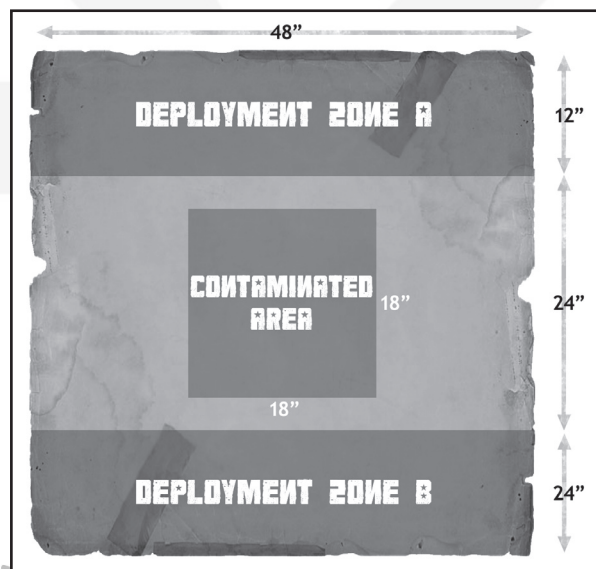 48”
DEPLOYMENT ZONE A
12”
CONTAMINATED
AREA
18”
24”
18”
DEPLOYMENT ZONE B
24”